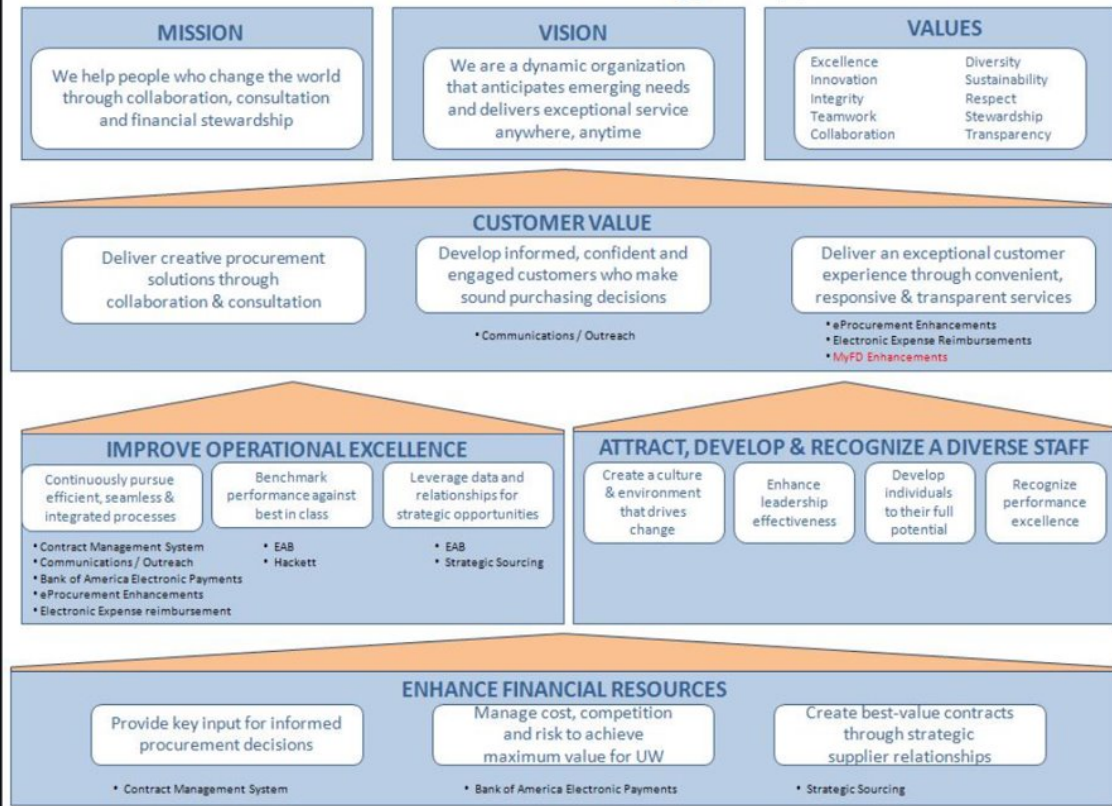 MISSION
We help people who change the world
through collaboration, consultation
and financial stewardship
VISION
We are a dynamic organization
that anticipates emerging needs
and delivers exceptional service
anywhere, anytime
VALUES
Excellence
Innovation
Integrity
Teamwork
Collaboration
Diversity
Sustainability
Respect
Stewardship
Transparency
CUSTOMER VALUE
Deliver creative procurement
solutions through
collaboration & consultation
Develop informed, confident and
engaged customers who make
sound purchasing decisions
• Communications / Outreach
Deliver an exceptional customer
experience through convenient,
responsive & transparent services
• eProcurement Enhancements
• Electronic Expense Reimbursements
• MyFD Enhancements
IMPROVE OPERATIONAL EXCELLENCE
Continuously pursue
efficient, seamless &
integrated processes
• Contract Management System
• Communications / Outreach
• Bank of America Electronic Payments
• eProcurement Enhancements
• Electronic Expense reimbursement
Benchmark
performance against
best in class
• EAB
• Hackett
Leverage data and
relationships for
strategic opportunities
• EAB
• Strategic Sourcing
ATTRACT, DEVELOP & RECOGNIZE A DIVERSE STAFF
Create a culture
& environment
that drives
change
Enhance
leadership
effectiveness
Develop
individuals
to their full
potential
Recognize
performance
excellence
ENHANCE FINANCIAL RESOURCES
Provide key input for informed
procurement decisions
• Contract Management System
Manage cost, competition
and risk to achieve
maximum value for UW
• Bank of America Electronic Payments
Create best-value contracts
through strategic
supplier relationships
• Strategic Sourcing